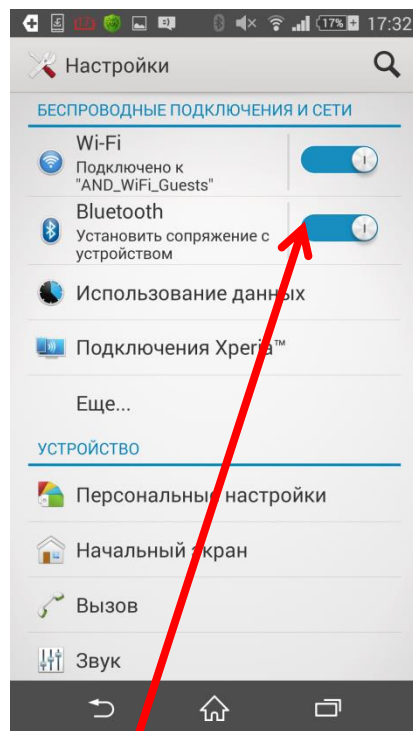 17% 17:32
Настройки
БЕСПРОВОДНЫЕ ПОДКЛЮЧЕНИЯ И СЕТИ
Wi-Fi
Подключено к
"AND_WiFi_Guests"
Bluetooth
Установить сопряжение с
устройством
Использование данных
Подключения Xperia™
Еще...
УСТРОЙСТВО
Персональные настройки
Начальный экран
Вызов
Звук